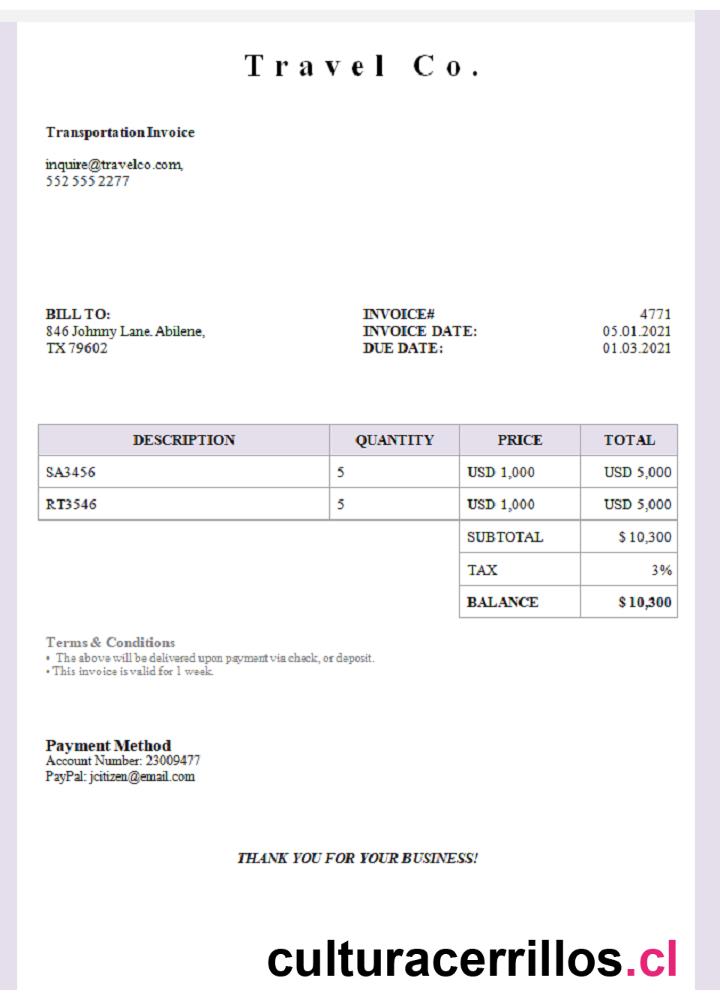 Travel Co.
Transportation Invoice
inquire@travelco.com,
552 555 2277
BILL TO:
846 Johnny Lane. Abilene,
TX 79602
INVOICE# 4771
INVOICE DATE: 05.01.2021
DUE DATE: 01.03.2021
DESCRIPTION QUANTITY PRICE TOTAL
SA3456 5 USD 1,000 USD 5,000
RT3546 5 USD 1,000 USD 5,000
SUBTOTAL $ 10,300
TAX 3%
BALANCE $ 10,300
Terms & Conditions
• The above will be delivered upon payment via check, or deposit.
• This invoice is valid for 1 week.
Payment Method
Account Number: 23009477
PayPal: jcitizen@email.com
THANK YOU FOR YOUR BUSINESS!
culturacerrillos.cl